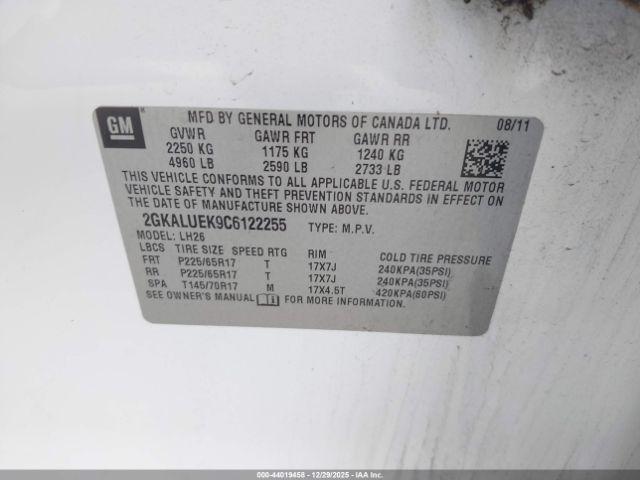 GM
MFD BY GENERAL MOTORS OF CANADA LTD. 08/11
GVWR GAWR FRT GAWR RR
2250 KG 1175 KG 1240 KG
4960 LB 2590 LB 2733 LB
THIS VEHICLE CONFORMS TO ALL APPLICABLE U.S. FEDERAL MOTOR
VEHICLE SAFETY AND THEFT PREVENTION STANDARDS IN EFFECT ON
THE DATE OF MANUFACTURE SHOWN ABOVE.
2GKALUEK9C6122255 TYPE: M.P.V.
MODEL: LH26
LBCS TIRE SIZE SPEED RTG RIM COLD TIRE PRESSURE
FRT P225/65R17 T 17X7J 240KPA(35PSI)
RR P225/65R17 T 17X7J 240KPA(35PSI)
SPA T145/70R17 M 17X4.5T 420KPA(60PSI)
SEE OWNER'S MANUAL FOR MORE INFORMATION.
000-44019458 - 12/29/2025 - IAA Inc.